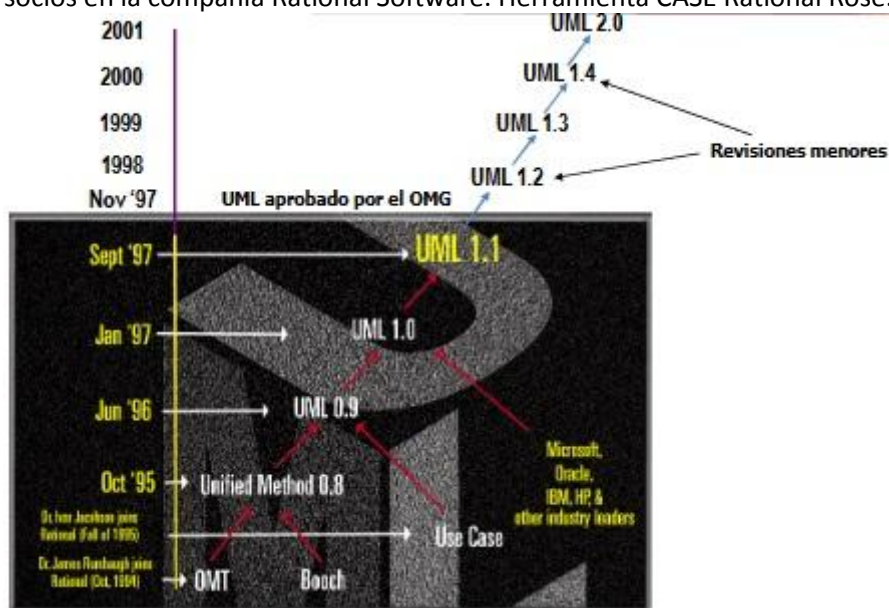 socios en la compañía Rational Software. Herramienta CASE Rational Rose.
2001
UML 2.0
2000
UML 1.4
1999
UML 1.3
Revisiones menores
1998
UML 1.2
Nov ‘97
UML aprobado por el OMG
Sept ‘97
UML 1.1
Jan ‘97
UML 1.0
Jun ‘96
UML 0.9
Microsoft,
Oracle,
IBM, HP, &
other industry leaders
Oct ‘95
Unified Method 0.8
Dr. Ivar Jacobson joins
Rational (Fall of 1995)
Use Case
Dr. James Rumbaugh joins
Rational (Oct. 1994)
OMT
Booch